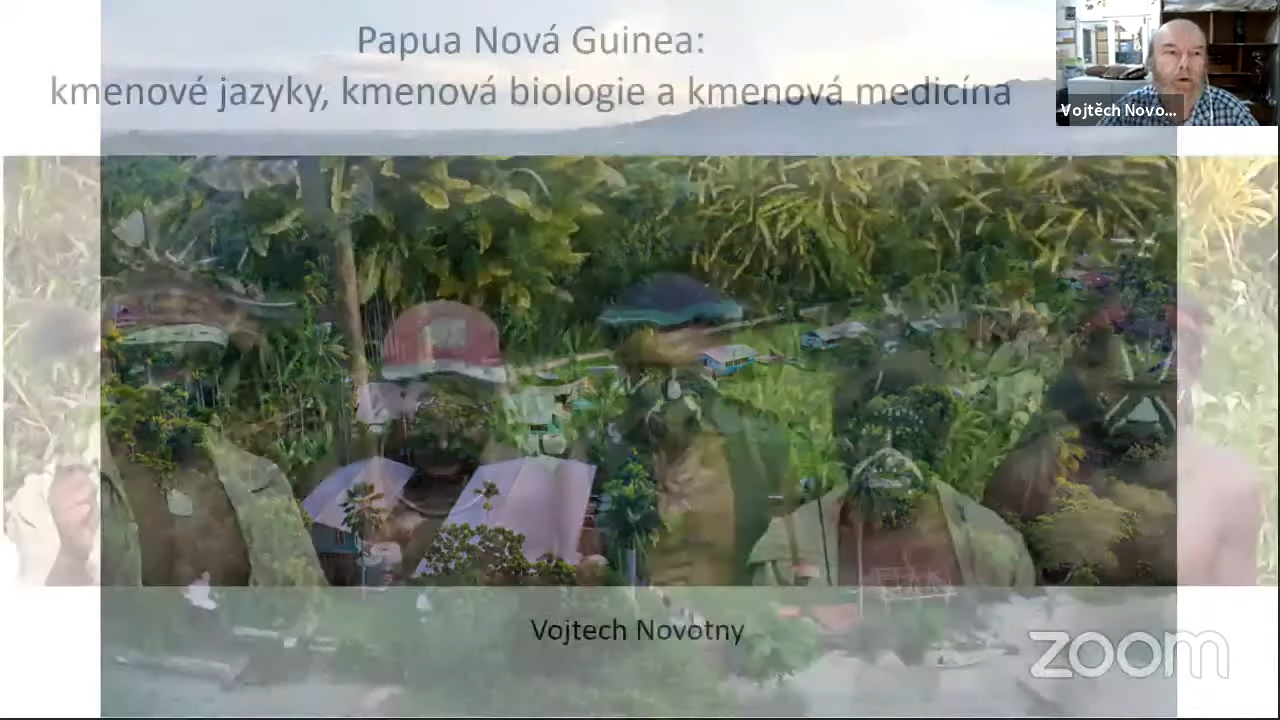 Papua Nová Guinea:
kmenové jazyky, kmenová biologie a kmenová medicína
Vojtěch Novo...
Vojtech Novotny
zoom